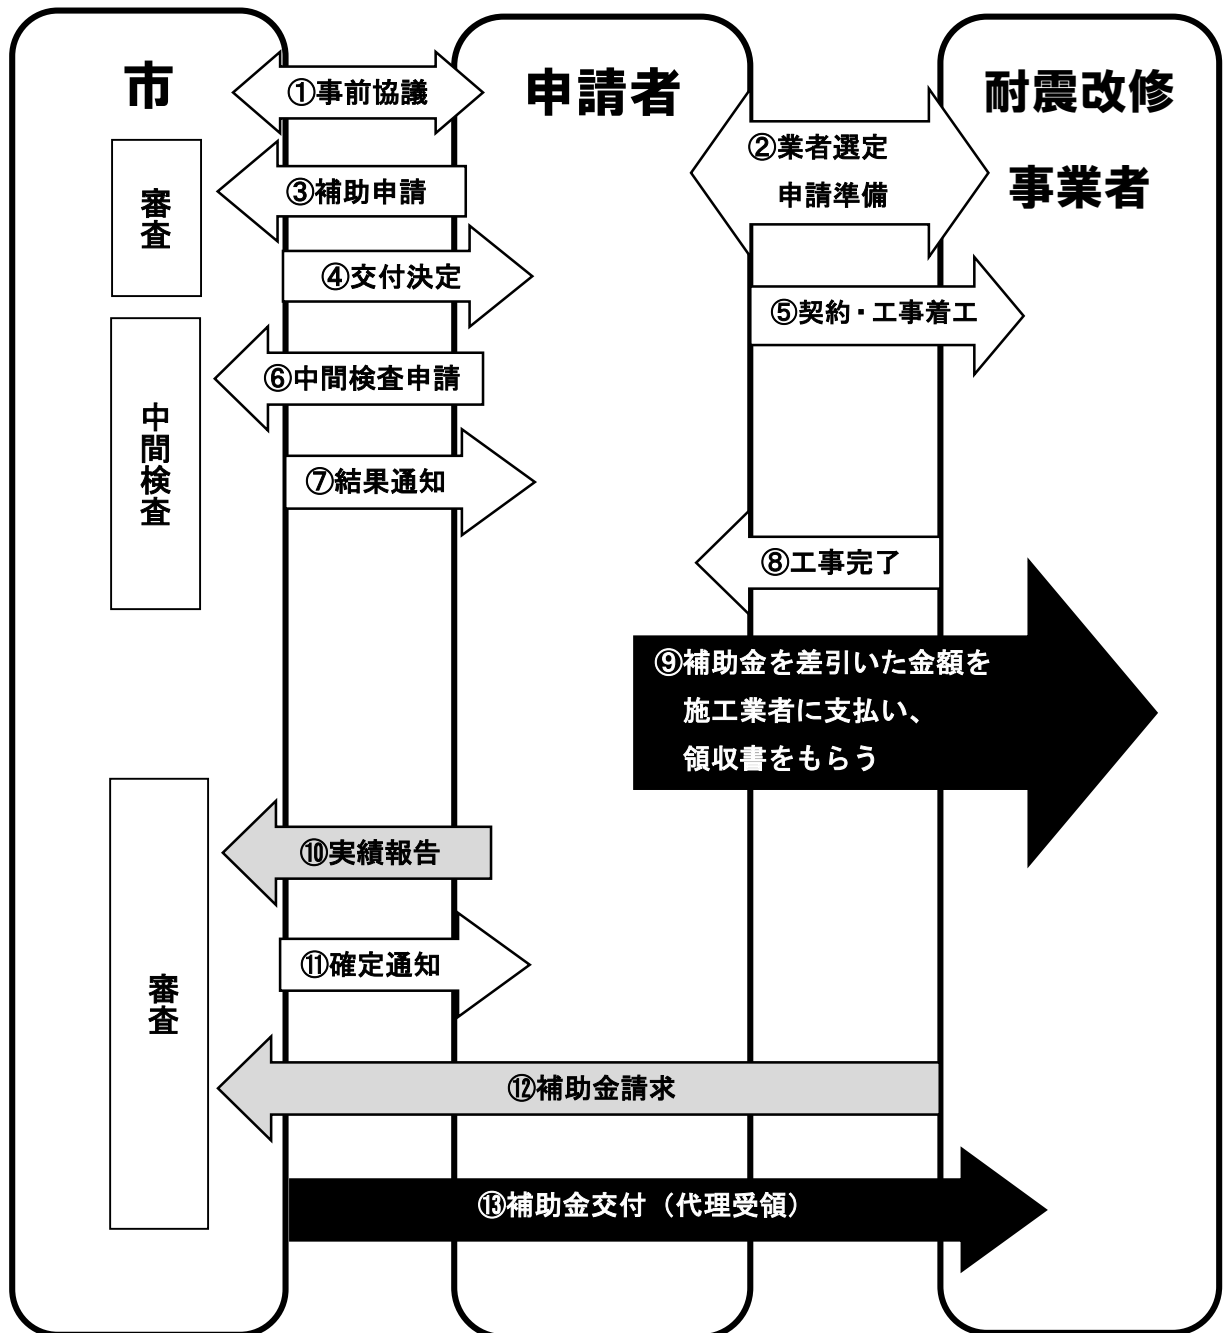 市
申請者
耐震改修
事業者
①事前協議
②業者選定
申請準備
③補助申請
審査
④交付決定
⑤契約・工事着工
⑥中間検査申請
中間検査
⑦結果通知
⑧工事完了
⑨補助金を差引いた金額を
施工業者に支払い、
領収書をもらう
⑩実績報告
⑪確定通知
審査
⑫補助金請求
⑬補助金交付（代理受領）